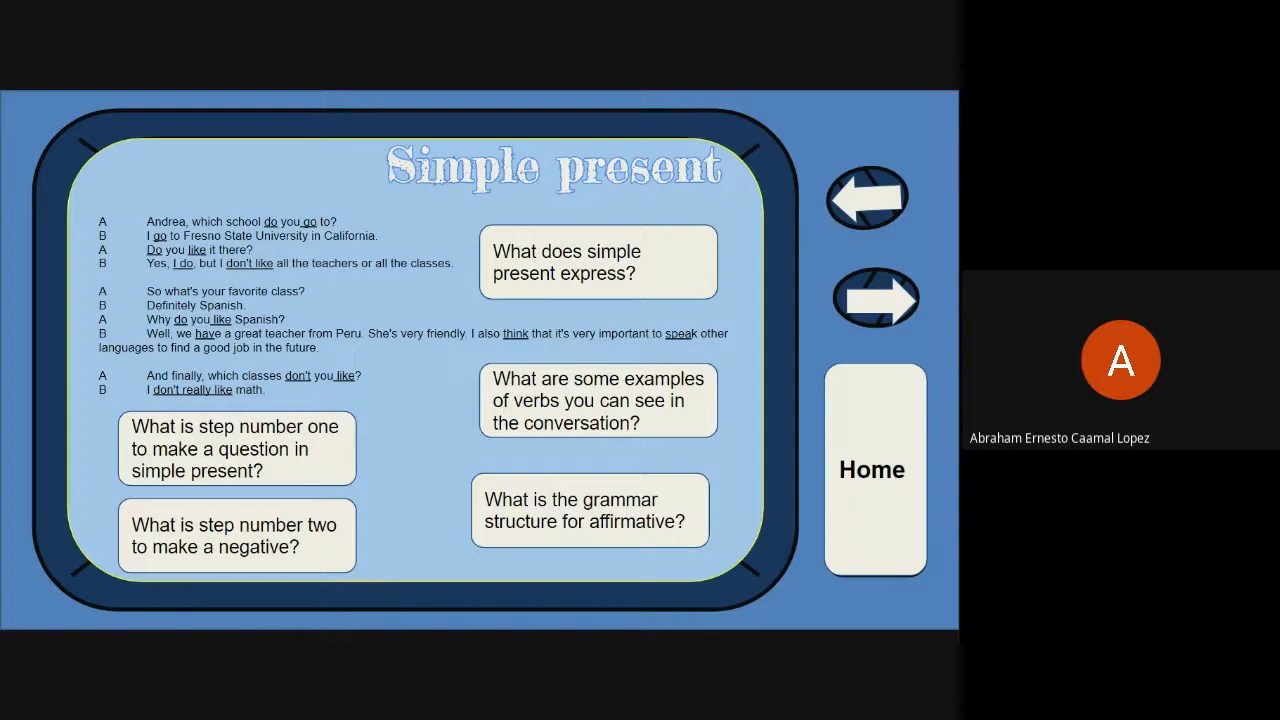 Simple present
A Andrea, which school do you go to?
B I go to Fresno State University in California.
A Do you like it there?
B Yes, I do, but I don't like all the teachers or all the classes.
A So what's your favorite class?
B Definitely Spanish.
A Why do you like Spanish?
B Well, we have a great teacher from Peru. She's very friendly. I also think that it's very important to speak other
languages to find a good job in the future.
A And finally, which classes don't you like?
B I don't really like math.
What does simple
present express?
What are some examples
of verbs you can see in
the conversation?
What is step number one
to make a question in
simple present?
What is the grammar
structure for affirmative?
What is step number two
to make a negative?
Home
A
Abraham Ernesto Caamal Lopez